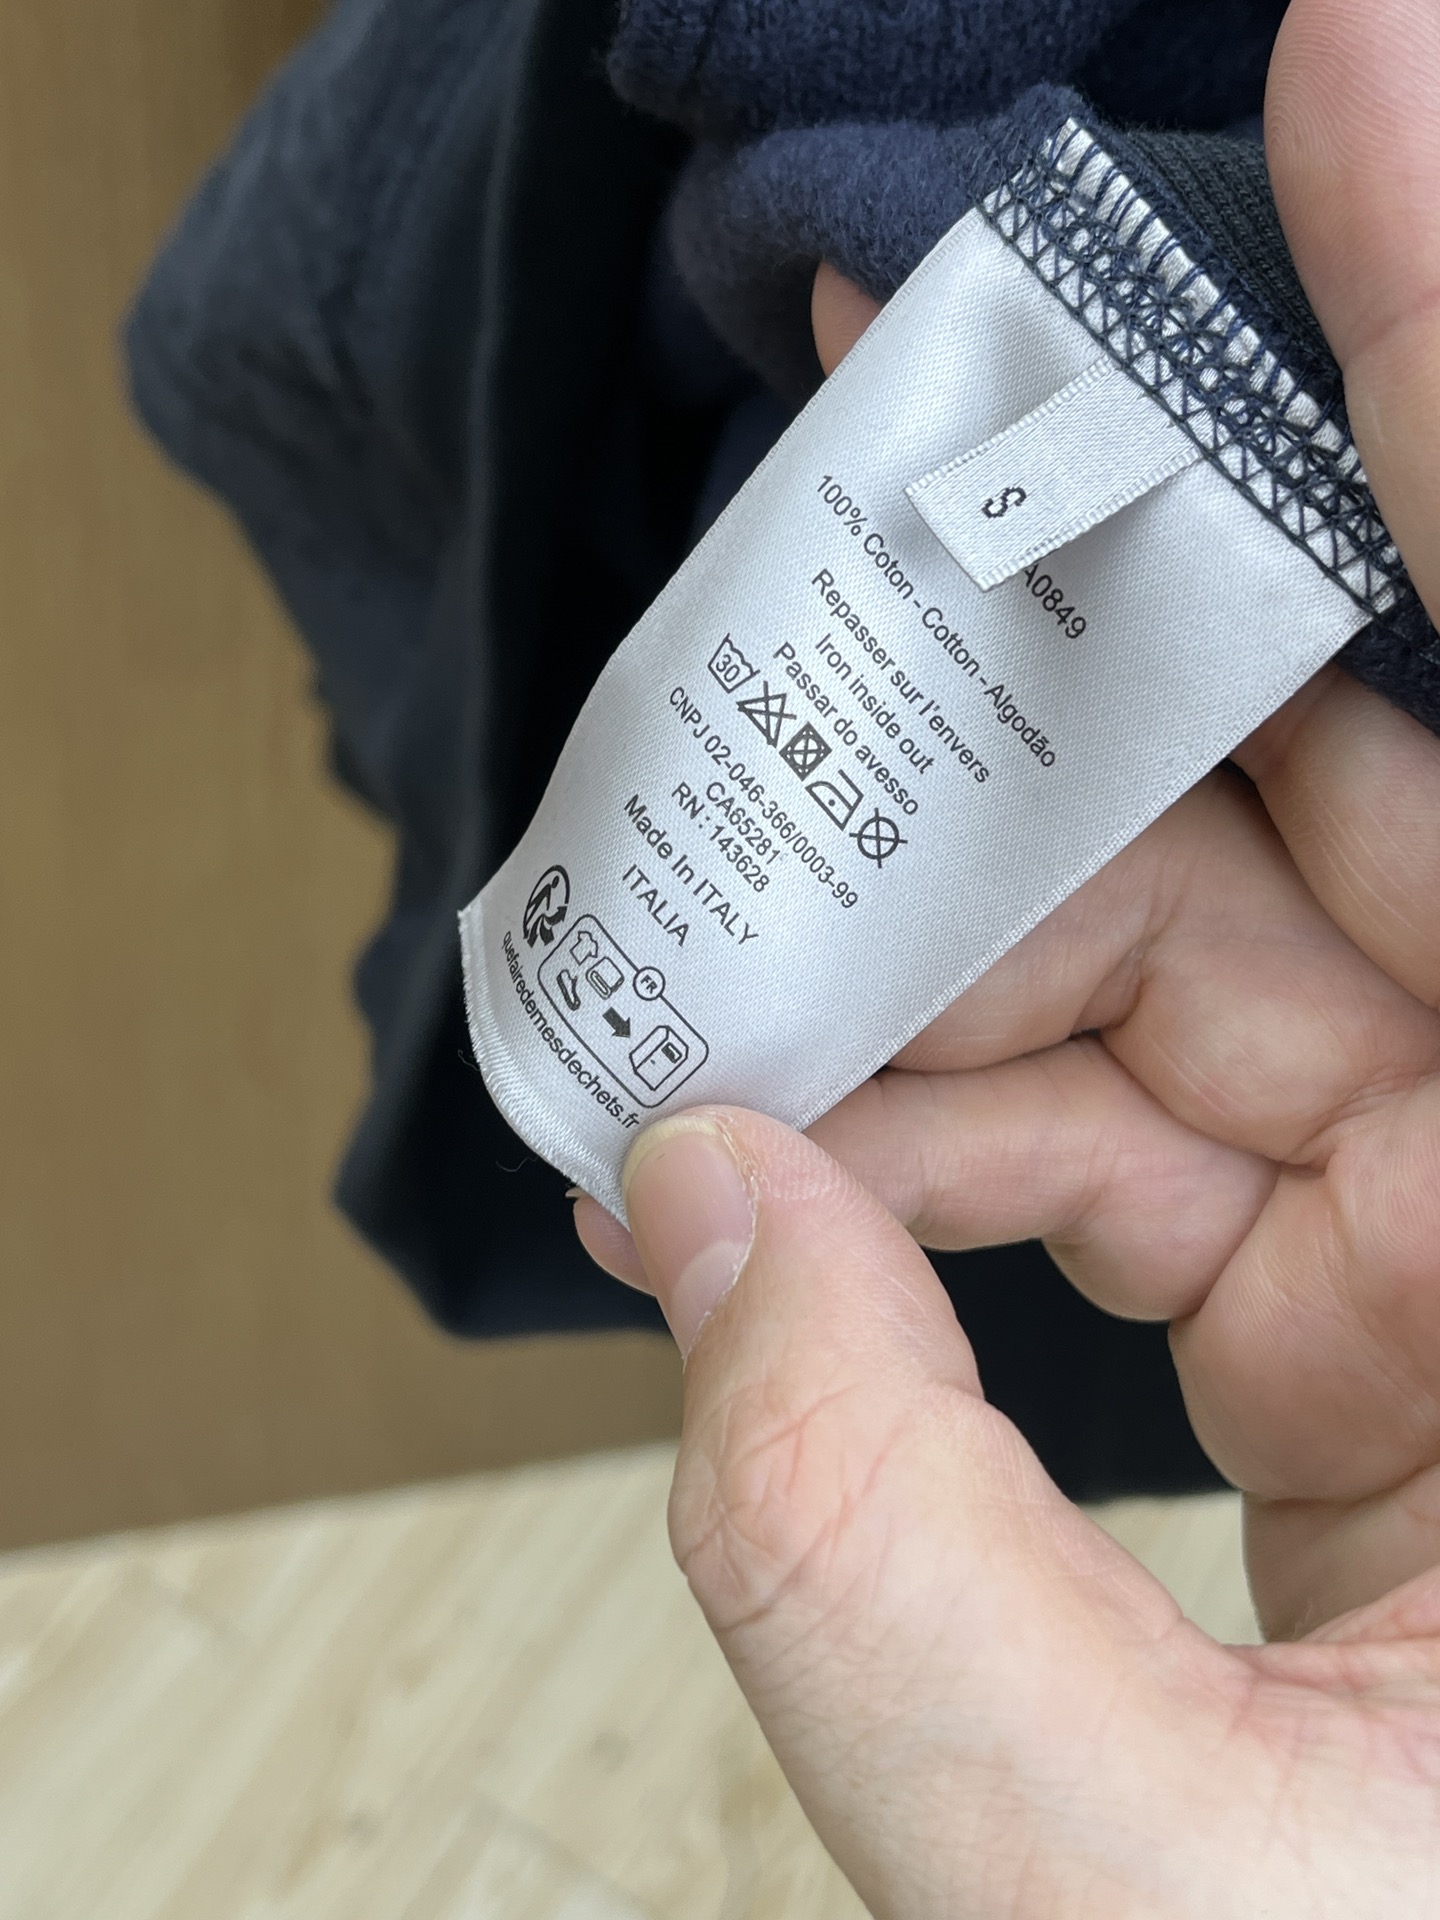 S
A0849
100% Coton - Cotton - Algodão
Repasser sur l'envers
Iron inside out
Passar do avesso
30
CNPJ 02-046-366/0003-99
CA65281
RN : 143628
Made In ITALY
ITALIA
FR
quefairedemesdechets.fr